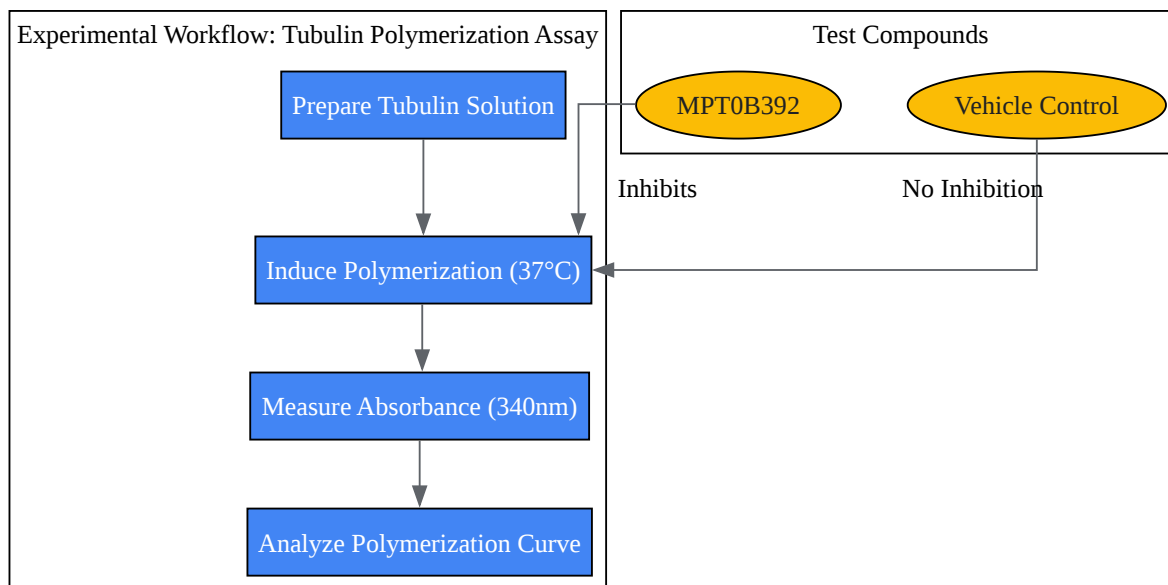 Experimental Workflow: Tubulin Polymerization Assay
Test Compounds
Prepare Tubulin Solution
MPT0B392
Vehicle Control
Inhibits
No Inhibition
Induce Polymerization (37°C)
Measure Absorbance (340nm)
Analyze Polymerization Curve